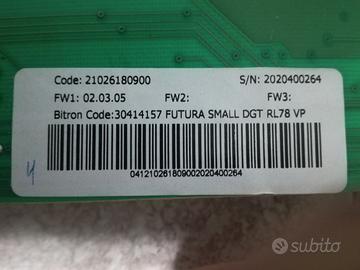 Code: 21026180900 S/N: 2020400264
FW1: 02.03.05 FW2: FW3:
Bitron Code:30414157 FUTURA SMALL DGT RL78 VP
041210261809002020400264
subito